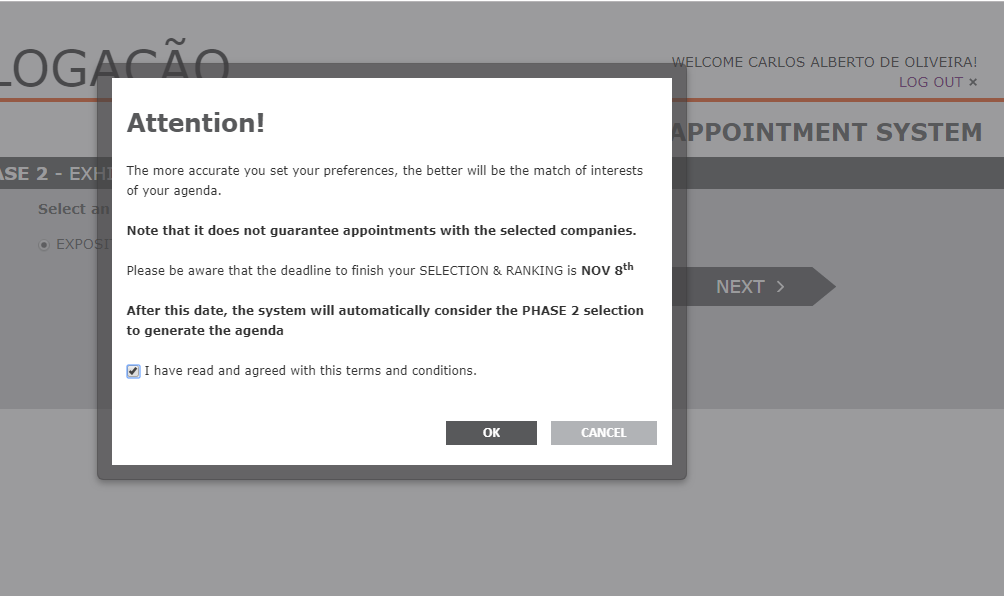 LOGAÇÃO
WELCOME CARLOS ALBERTO DE OLIVEIRA!
LOG OUT ×
Attention!
APPOINTMENT SYSTEM
ASE 2 - EXHI
The more accurate you set your preferences, the better will be the match of interests
of your agenda.
Select an
Note that it does not guarantee appointments with the selected companies.
EXPOSIT
Please be aware that the deadline to finish your SELECTION & RANKING is NOV 8th
NEXT >
After this date, the system will automatically consider the PHASE 2 selection
to generate the agenda
I have read and agreed with this terms and conditions.
OK
CANCEL